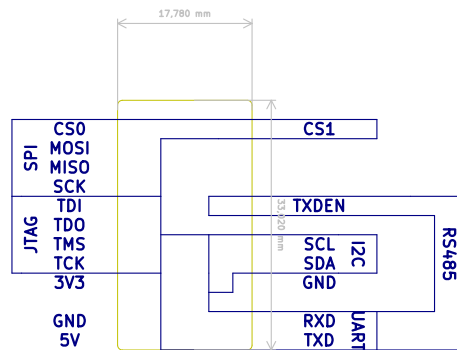 17,780 mm
CS0 CS1
MOSI
SPI
MISO
SCK
TDI TXDEN
TDO
JTAG
TMS SCL
I2C
TCK SDA
RS485
3V3 GND
33,020 mm
GND RXD
UART
5V TXD